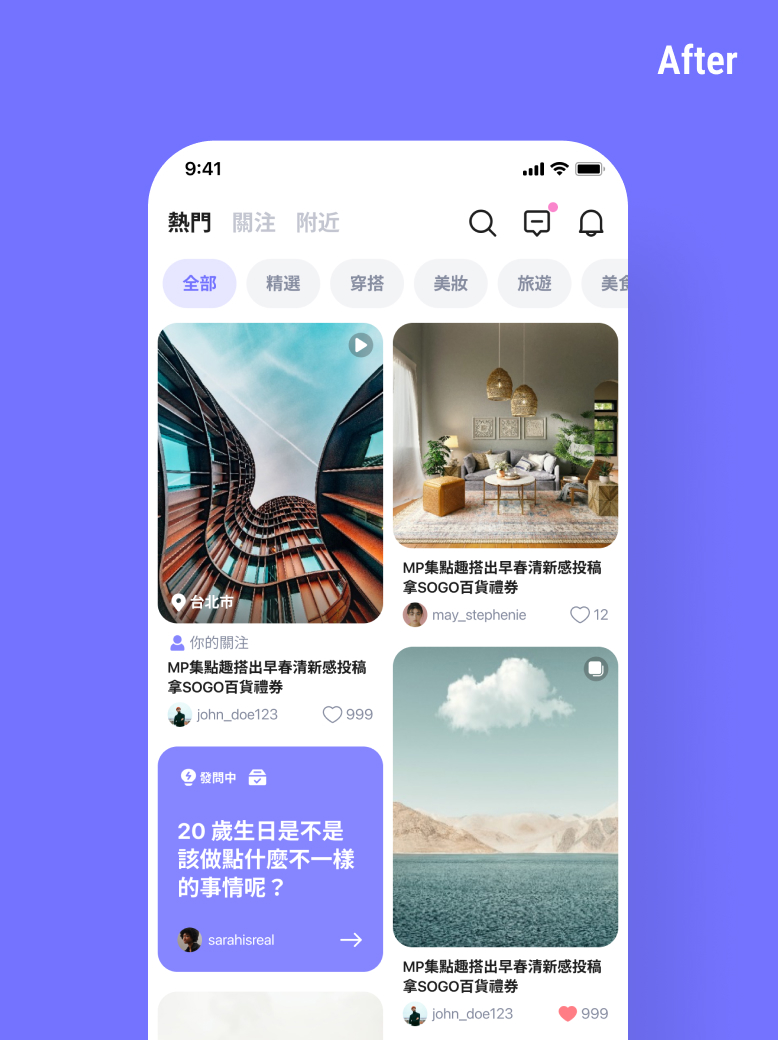 After
9:41
熱門 關注 附近
全部 精選 穿搭 美妝 旅遊 美食
台北市
你的關注
MP集點趣搭出早春清新感投稿
拿SOGO百貨禮券
john_doe123 999
發問中
20 歲生日是不是
該做點什麼不一樣
的事情呢？
sarahisreal
MP集點趣搭出早春清新感投稿
拿SOGO百貨禮券
may_stephenie 12
MP集點趣搭出早春清新感投稿
拿SOGO百貨禮券
john_doe123 999